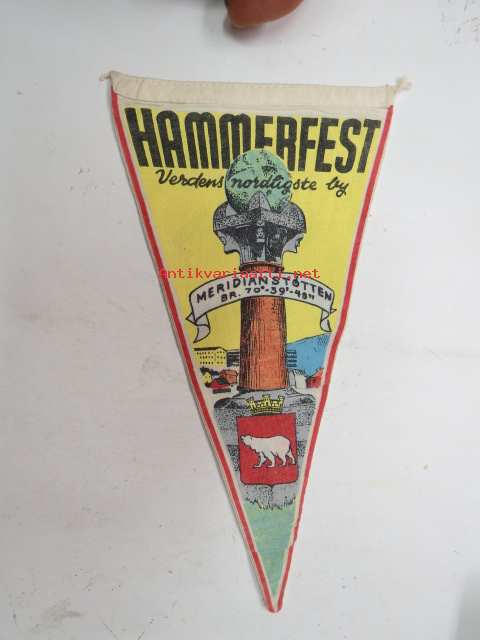 HAMMERFEST
Verdens nordligste by
antikvariaatti.net
MERIDIANSTØTTEN
BR. 70°-39'-48"